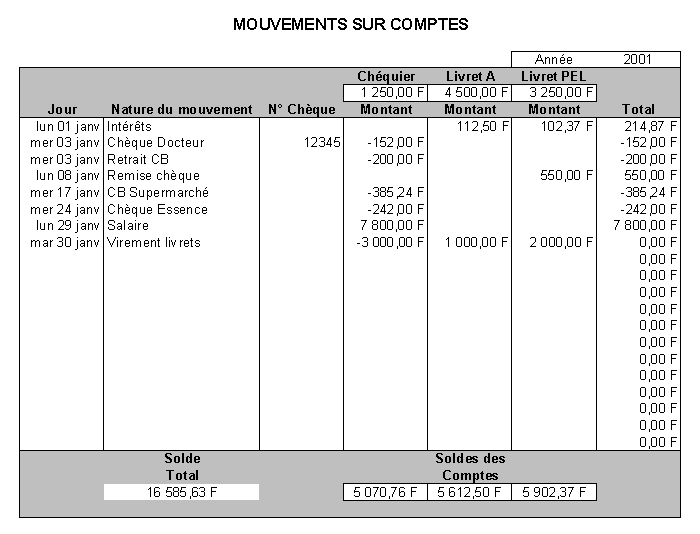 MOUVEMENTS SUR COMPTES
Année 2001
Chéquier Livret A Livret PEL
1 250,00 F 4 500,00 F 3 250,00 F
Jour Nature du mouvement N° Chèque Montant Montant Montant Total
lun 01 janv Intérêts 112,50 F 102,37 F 214,87 F
mer 03 janv Chèque Docteur 12345 -152,00 F -152,00 F
mer 03 janv Retrait CB -200,00 F -200,00 F
lun 08 janv Remise chèque 550,00 F 550,00 F
mer 17 janv CB Supermarché -385,24 F -385,24 F
mer 24 janv Chèque Essence -242,00 F -242,00 F
lun 29 janv Salaire 7 800,00 F 7 800,00 F
mar 30 janv Virement livrets -3 000,00 F 1 000,00 F 2 000,00 F 0,00 F
0,00 F
0,00 F
0,00 F
0,00 F
0,00 F
0,00 F
0,00 F
0,00 F
0,00 F
0,00 F
0,00 F
0,00 F
Solde Soldes des
Total Comptes
16 585,63 F 5 070,76 F 5 612,50 F 5 902,37 F